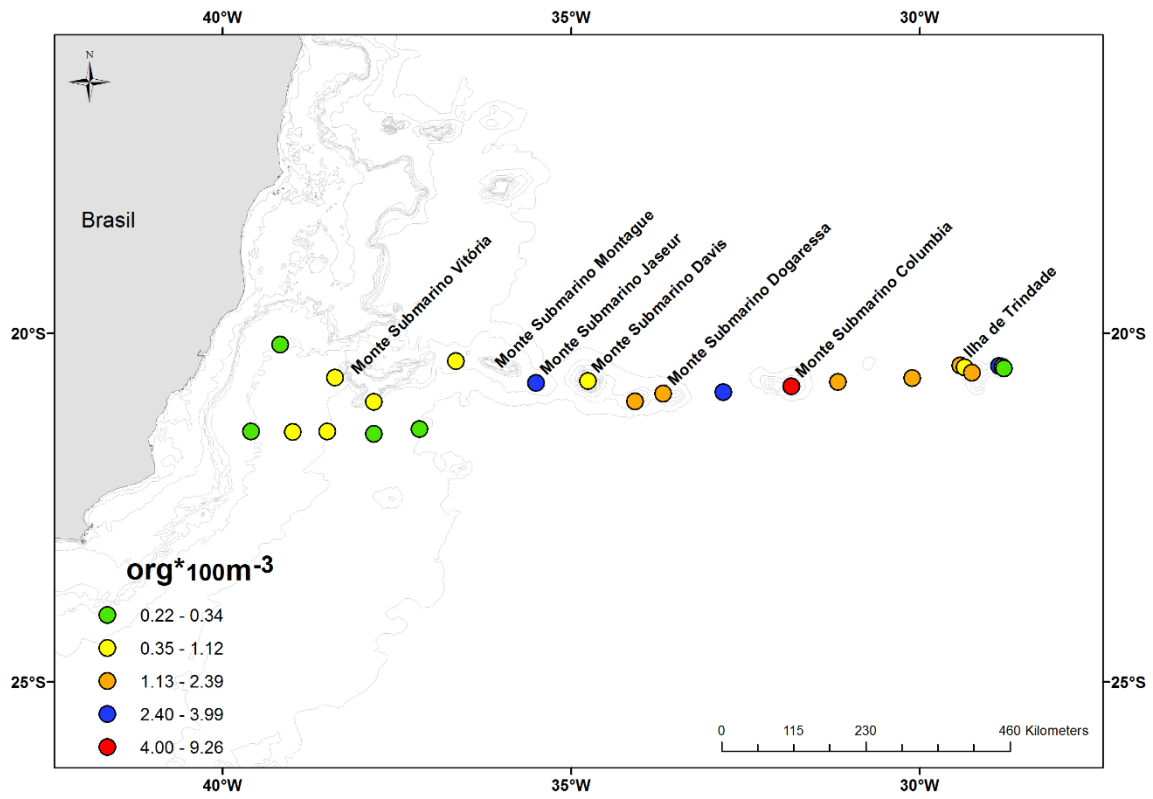 40°W 35°W 30°W
N
Brasil
Monte Submarino Vitória
Monte Submarino Montague
Monte Submarino Jaseur
Monte Submarino Davis
Monte Submarino Dogaressa
Monte Submarino Columbia
Ilha de Trindade
20°S 20°S
org*100m-3
0.22 - 0.34
0.35 - 1.12
1.13 - 2.39
2.40 - 3.99
4.00 - 9.26
25°S 25°S
0 115 230 460 Kilometers
40°W 35°W 30°W